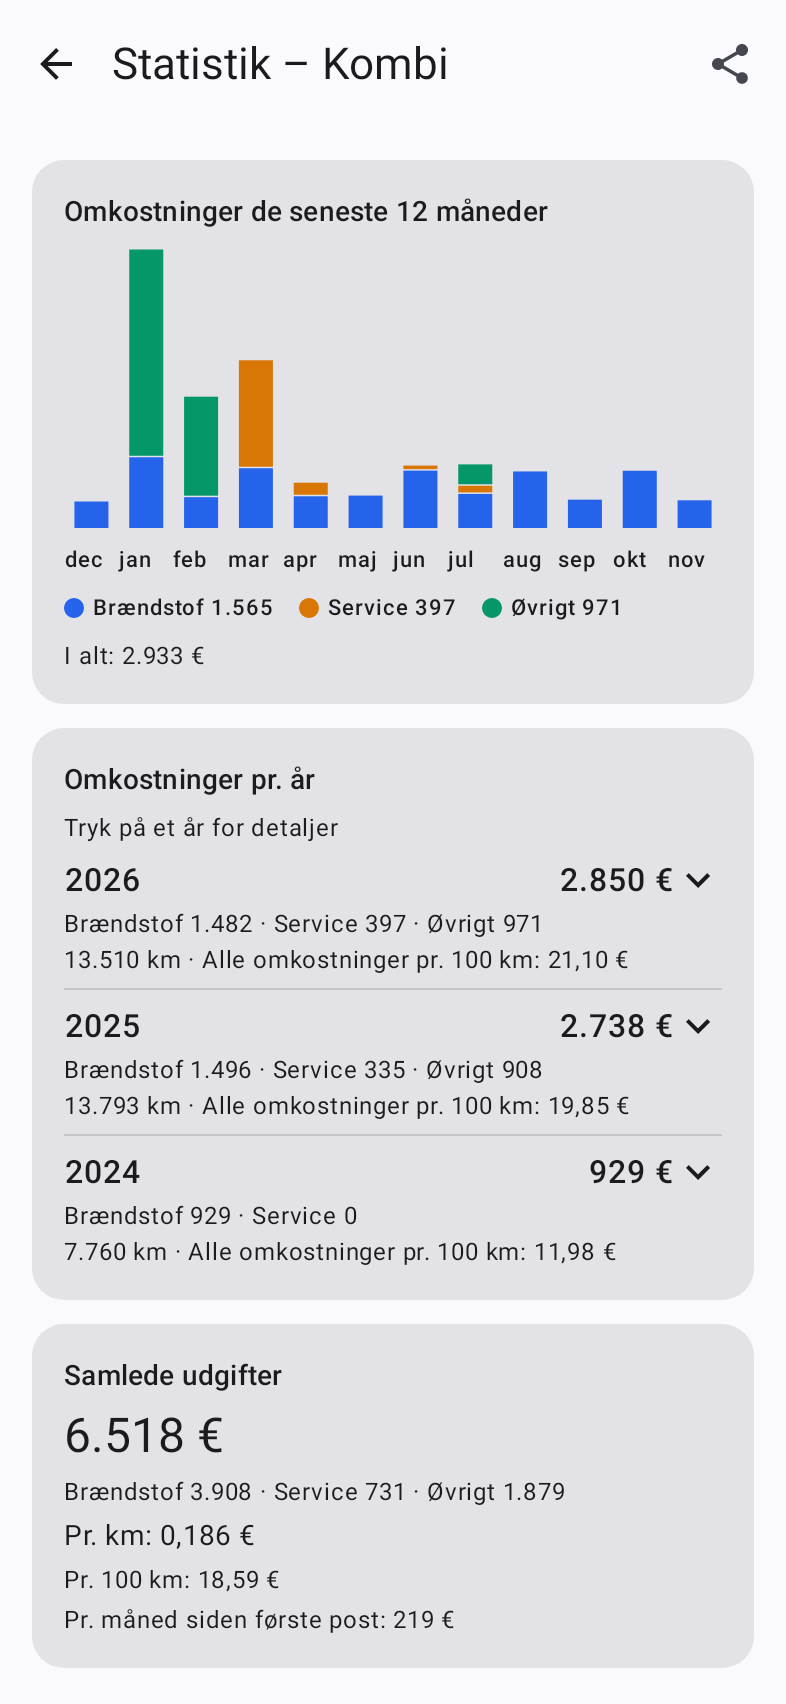 Statistik – Kombi
Omkostninger de seneste 12 måneder
dec jan feb mar apr maj jun jul aug sep okt nov
Brændstof 1.565 Service 397 Øvrigt 971
I alt: 2.933 €
Omkostninger pr. år
Tryk på et år for detaljer
2026 2.850 €
Brændstof 1.482 · Service 397 · Øvrigt 971
13.510 km · Alle omkostninger pr. 100 km: 21,10 €
2025 2.738 €
Brændstof 1.496 · Service 335 · Øvrigt 908
13.793 km · Alle omkostninger pr. 100 km: 19,85 €
2024 929 €
Brændstof 929 · Service 0
7.760 km · Alle omkostninger pr. 100 km: 11,98 €
Samlede udgifter
6.518 €
Brændstof 3.908 · Service 731 · Øvrigt 1.879
Pr. km: 0,186 €
Pr. 100 km: 18,59 €
Pr. måned siden første post: 219 €